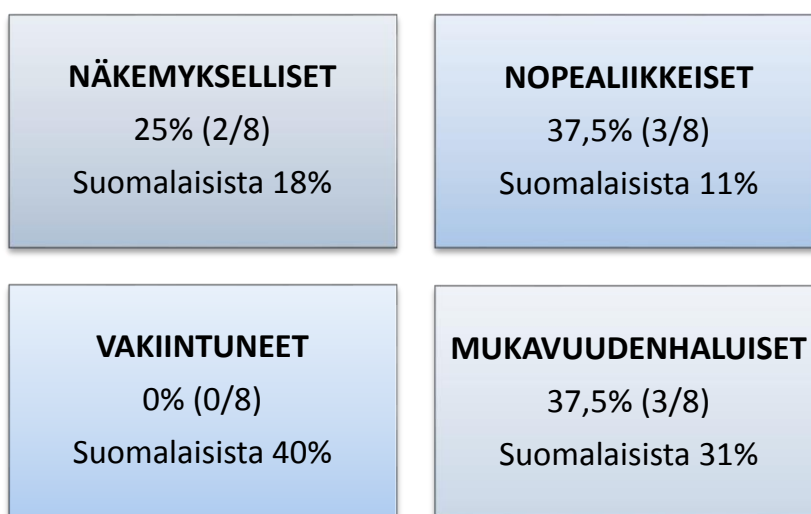 NÄKEMYKSELLISET
25% (2/8)
Suomalaisista 18%
NOPEALIIKKEISET
37,5% (3/8)
Suomalaisista 11%
VAKIINTUNEET
0% (0/8)
Suomalaisista 40%
MUKAVUUDENHALUISET
37,5% (3/8)
Suomalaisista 31%